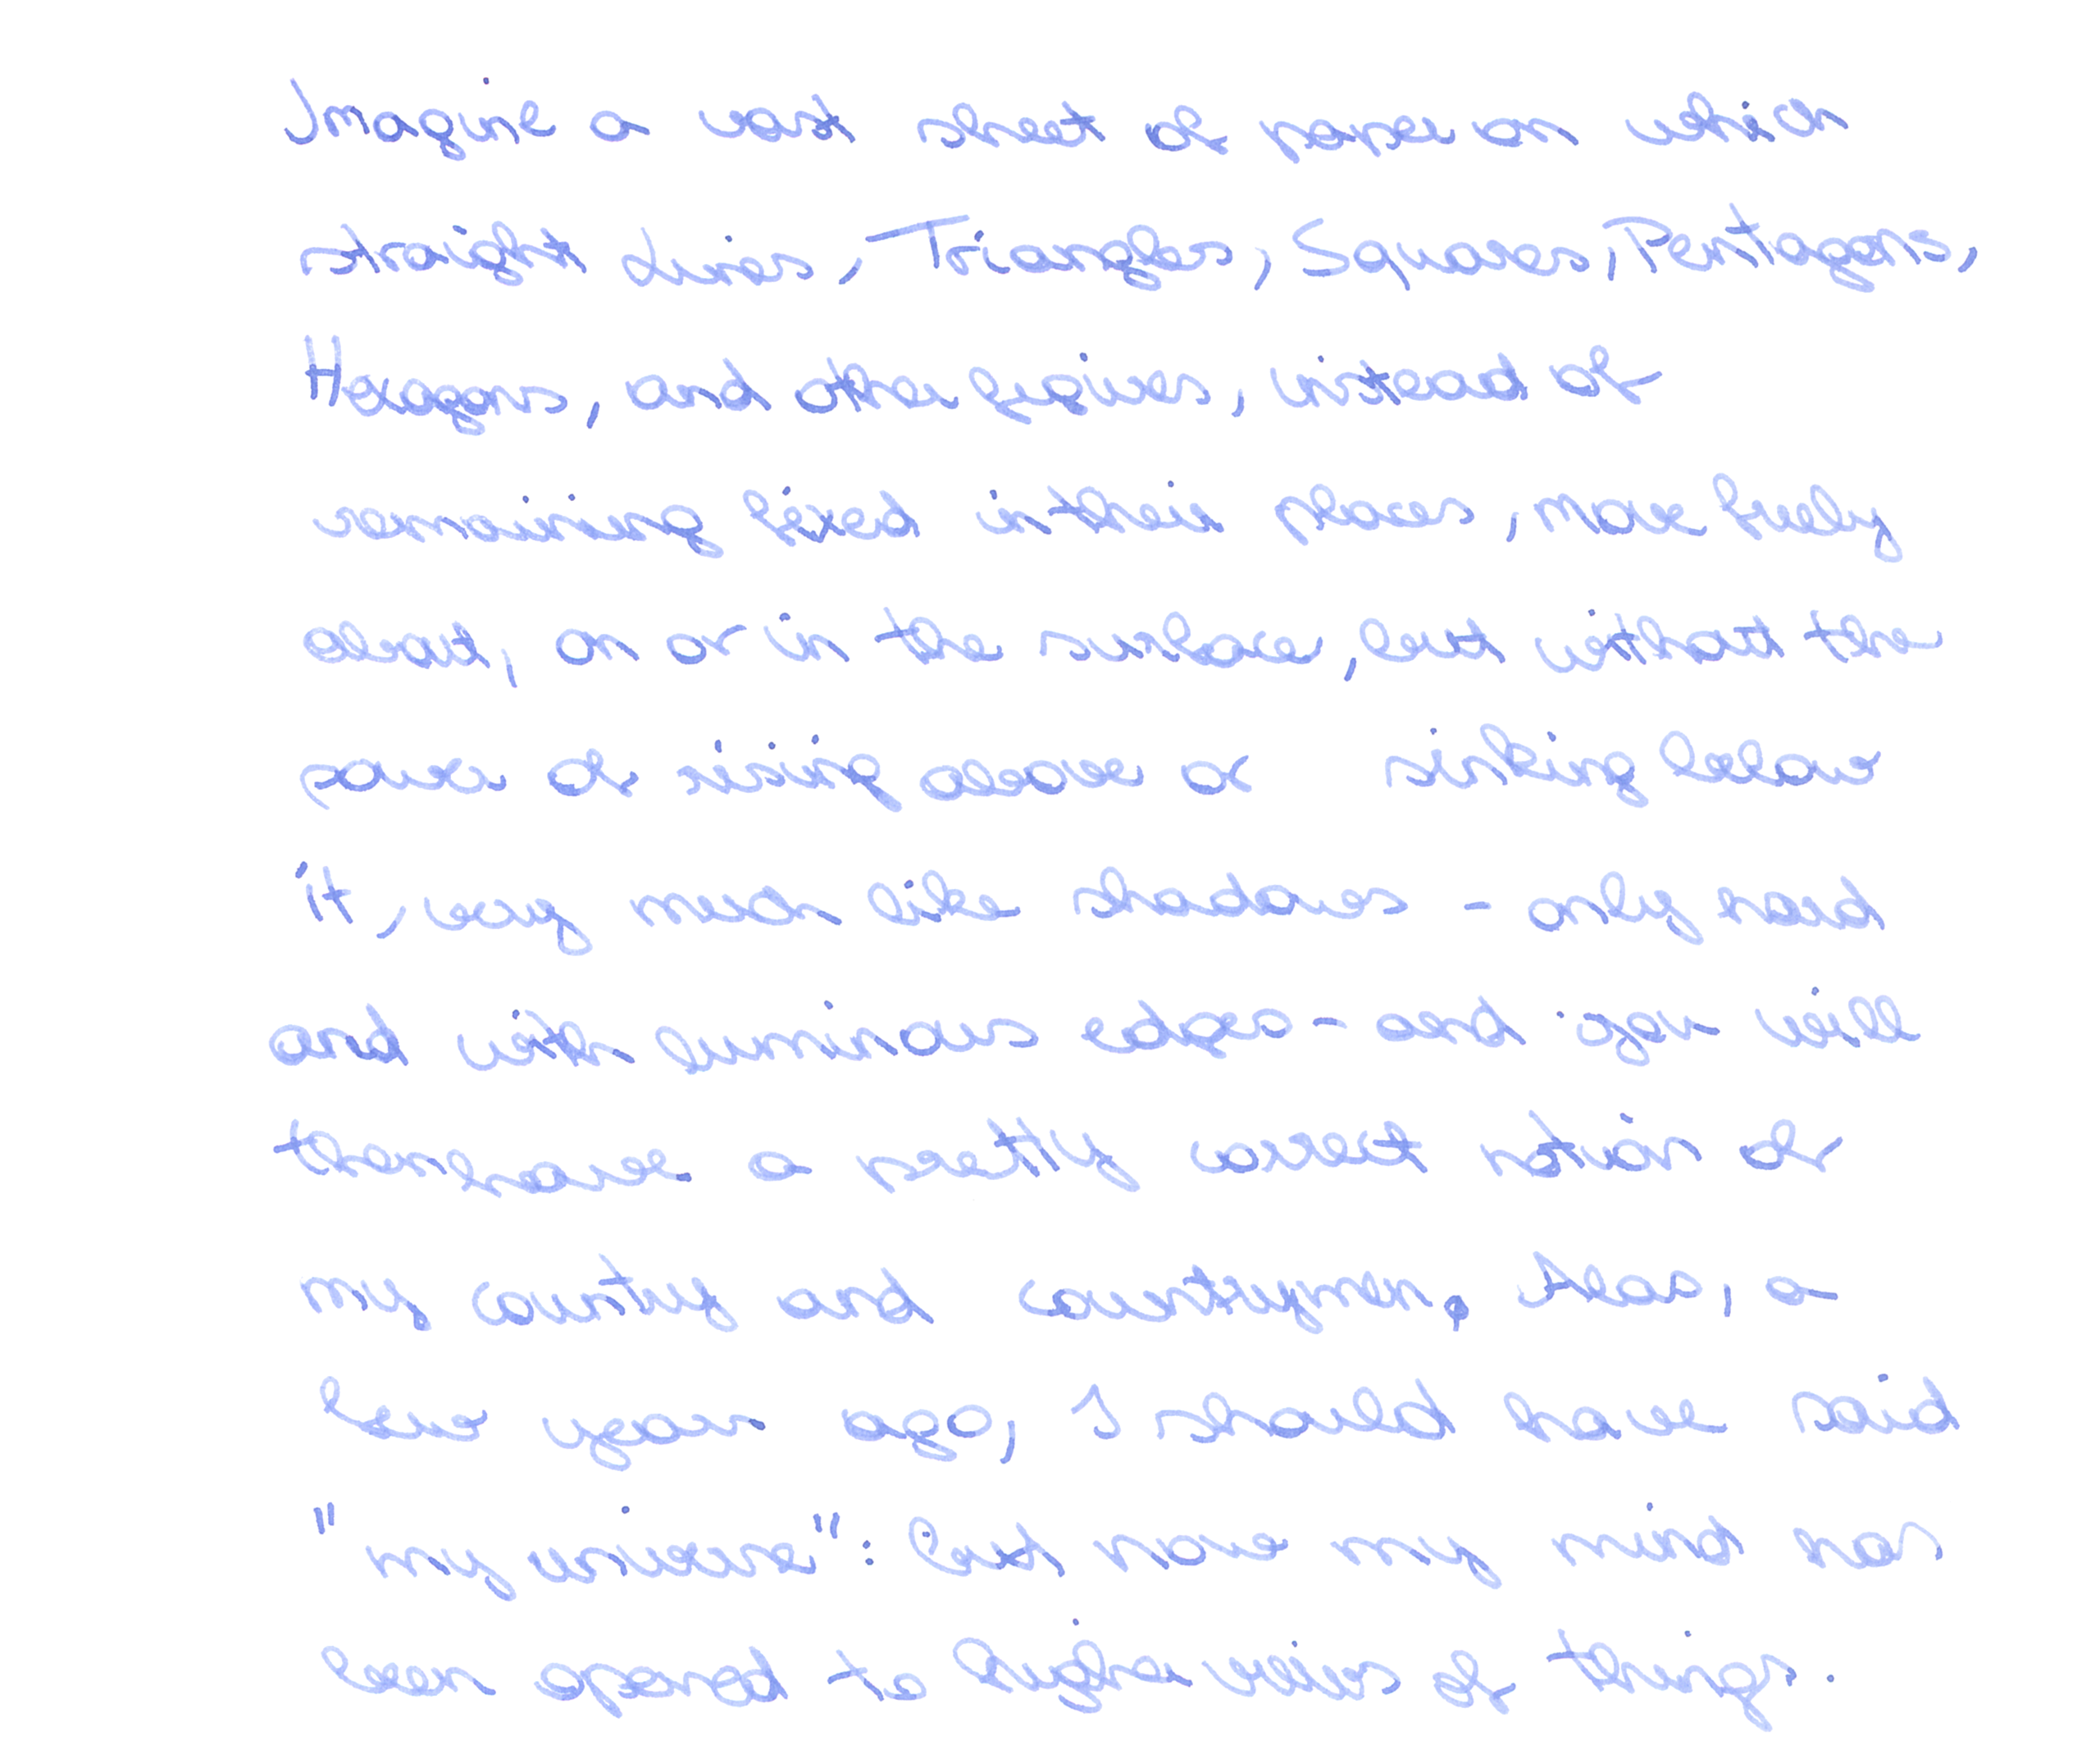 Imagine a vast sheet of paper on which
straight Lines, Triangles, Squares, Pentagons,
Hexagons, and other figures, instead of
remaining fixed in their places, move freely
about, on or in the surface, but without the
power of rising above or sinking below
it, very much like shadows - only hard
and with luminous edges - and you will
then have a pretty correct notion of
my country and countrymen. Alas, a
few years ago, I should have said
"my universe": but now my mind has
been opened to higher views of things.